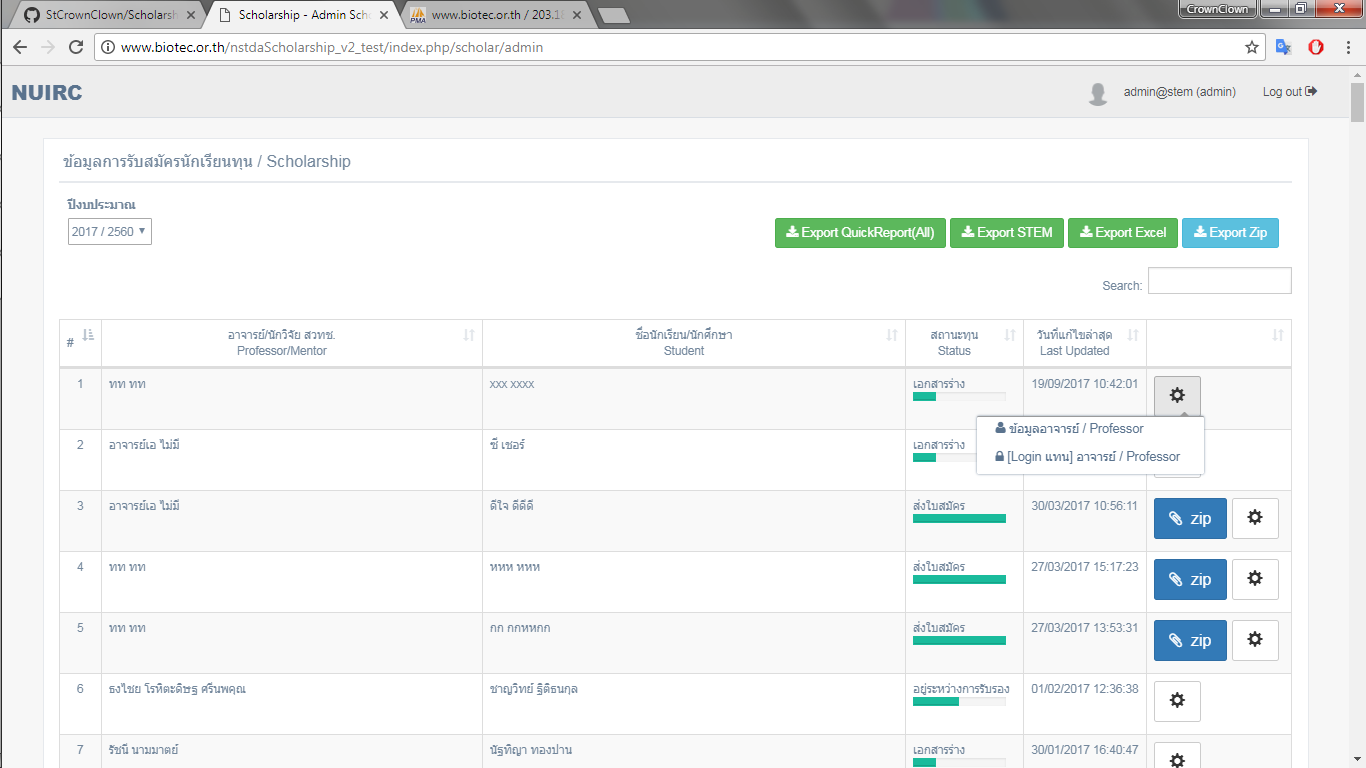 StCrownClown/Scholarsh
Scholarship - Admin Sch
www.biotec.or.th / 203.18
CrownClown
www.biotec.or.th/nstdaScholarship_v2_test/index.php/scholar/admin
NUIRC
admin@stem (admin)
Log out
ข้อมูลการรับสมัครนักเรียนทุน / Scholarship
ปีงบประมาณ
2017 / 2560
Export QuickReport(All)
Export STEM
Export Excel
Export Zip
Search:
#
อาจารย์/นักวิจัย สวทช.
Professor/Mentor
ชื่อนักเรียน/นักศึกษา
Student
สถานะทุน
Status
วันที่แก้ไขล่าสุด
Last Updated
1 ทท ทท xxx xxxx เอกสารร่าง 19/09/2017 10:42:01
ข้อมูลอาจารย์ / Professor
[Login แทน] อาจารย์ / Professor
2 อาจารย์เอ ไม่มี ซี เชอร์ เอกสารร่าง
3 อาจารย์เอ ไม่มี ดีใจ ดีดีดี ส่งใบสมัคร 30/03/2017 10:56:11 zip
4 ทท ทท หหห หหห ส่งใบสมัคร 27/03/2017 15:17:23 zip
5 ทท ทท กก กกหหกก ส่งใบสมัคร 27/03/2017 13:53:31 zip
6 ธงไชย โรหิตะดิษฐ ศรีนพคุณ ชาญวิทย์ ฐิติธนกุล อยู่ระหว่างการรับรอง 01/02/2017 12:36:38
7 รัชนี นามมาตย์ นัฐทิญา ทองปาน เอกสารร่าง 30/01/2017 16:40:47